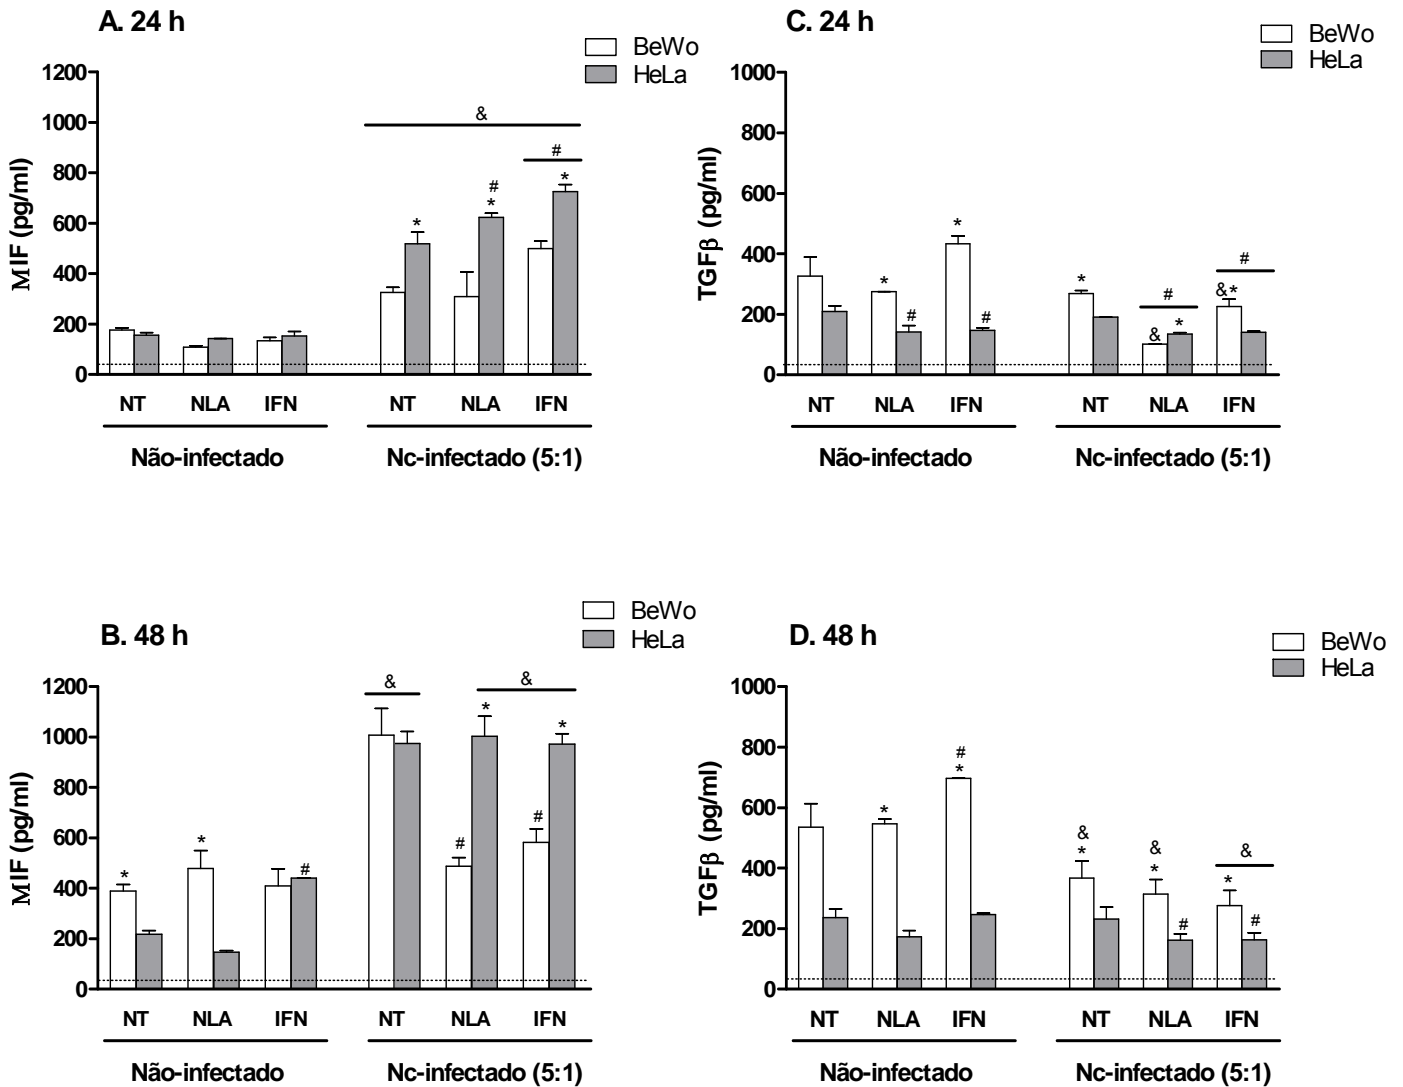 A. 24 h
BeWo
HeLa
1200
1000
800
600
400
200
0
MIF (pg/ml)
&
#
*
#
*
*
NT NLA IFN NT NLA IFN
Não-infectado Nc-infectado (5:1)
C. 24 h
BeWo
HeLa
1000
800
600
400
200
0
TGFβ (pg/ml)
*
#
*
#
*
#
&
*
#
&*
NT NLA IFN NT NLA IFN
Não-infectado Nc-infectado (5:1)
B. 48 h
BeWo
HeLa
1200
1000
800
600
400
200
0
MIF (pg/ml)
*
*
#
&
&
#
*
#
*
NT NLA IFN NT NLA IFN
Não-infectado Nc-infectado (5:1)
D. 48 h
BeWo
HeLa
1000
800
600
400
200
0
TGFβ (pg/ml)
*
#
*
&
*
&
*
#
&
*
#
NT NLA IFN NT NLA IFN
Não-infectado Nc-infectado (5:1)